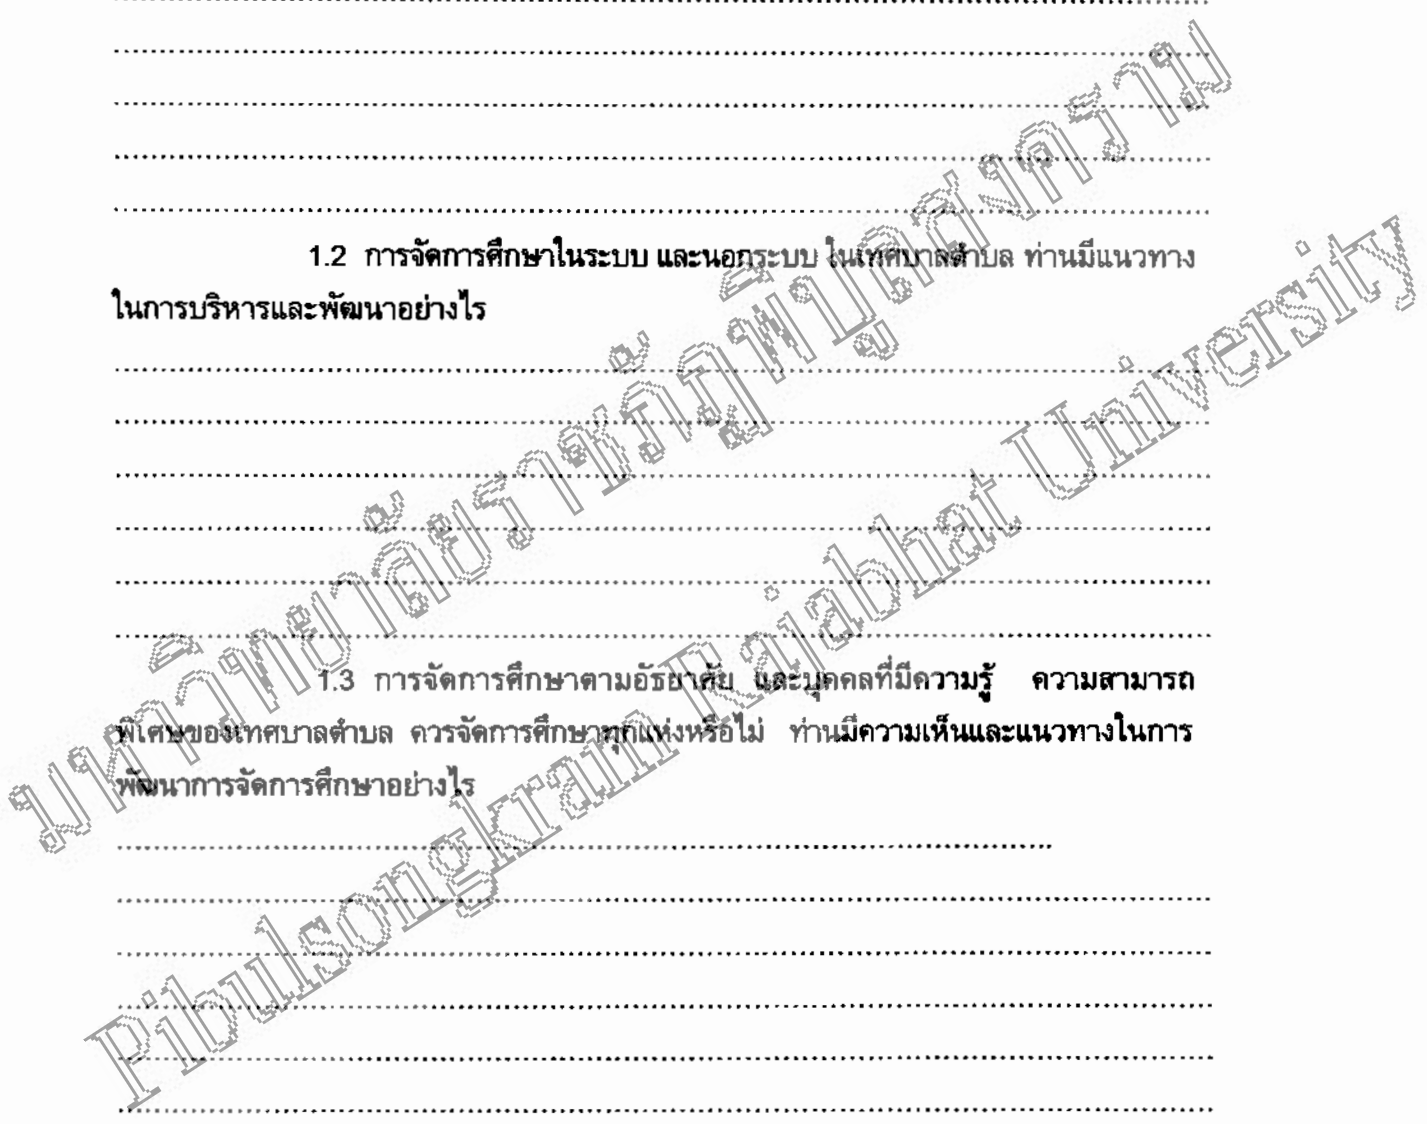 1.2 การจัดการศึกษาในระบบ และนอกระบบ ในเทศบาลตำบล ท่านมีแนวทาง
ในการบริหารและพัฒนาอย่างไร
1.3 การจัดการศึกษาตามอัธยาศัย และบุคคลที่มีความรู้ ความสามารถ
พิเศษของเทศบาลตำบล ควรจัดการศึกษาทุกแห่งหรือไม่ ท่านมีความเห็นและแนวทางในการ
พัฒนาการจัดการศึกษาอย่างไร
มหาวิทยาลัยราชภัฏพิบูลสงคราม
Pibulsongkram Rajabhat University